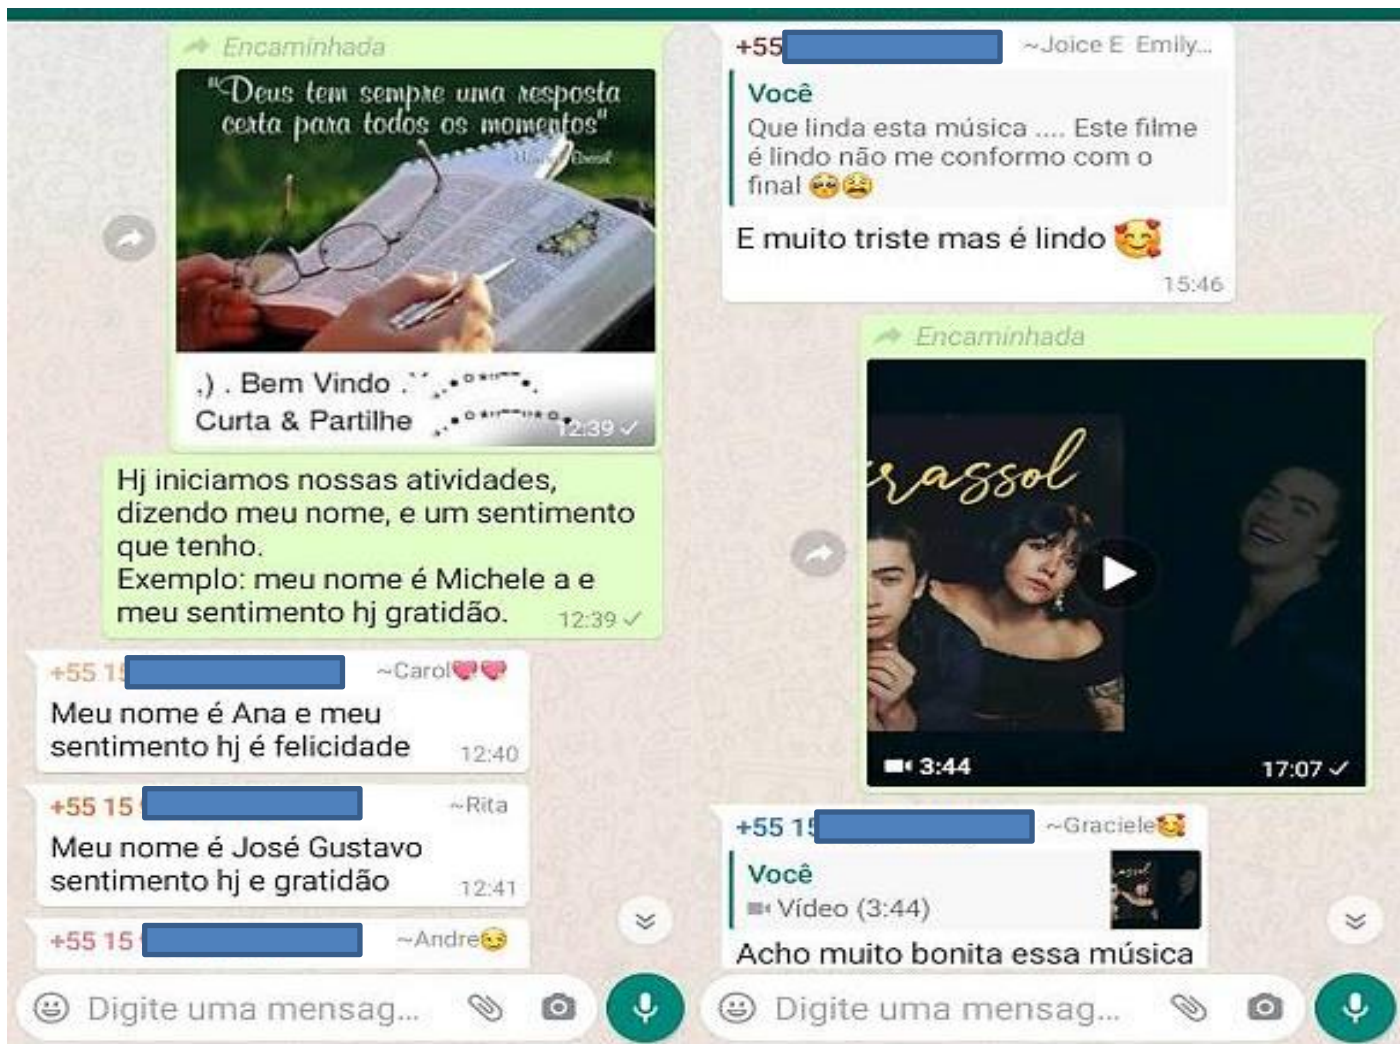 Encaminhada
"Deus tem sempre uma resposta
certa para todos os momentos"
.) . Bem Vindo .
Curta & Partilhe
12:39
Hj iniciamos nossas atividades,
dizendo meu nome, e um sentimento
que tenho.
Exemplo: meu nome é Michele a e
meu sentimento hj gratidão.
12:39
+55 15
~Carol
Meu nome é Ana e meu
sentimento hj é felicidade
12:40
+55 15
~Rita
Meu nome é José Gustavo
sentimento hj e gratidão
12:41
+55 15
~Andre
Digite uma mensag...
+55
~Joice E Emily...
Você
Que linda esta música .... Este filme
é lindo não me conformo com o
final 🥺😫
E muito triste mas é lindo 🥰
15:46
Encaminhada
rassol
3:44
17:07
+55 15
~Graciele🥰
Você
Vídeo (3:44)
Acho muito bonita essa música
Digite uma mensag...